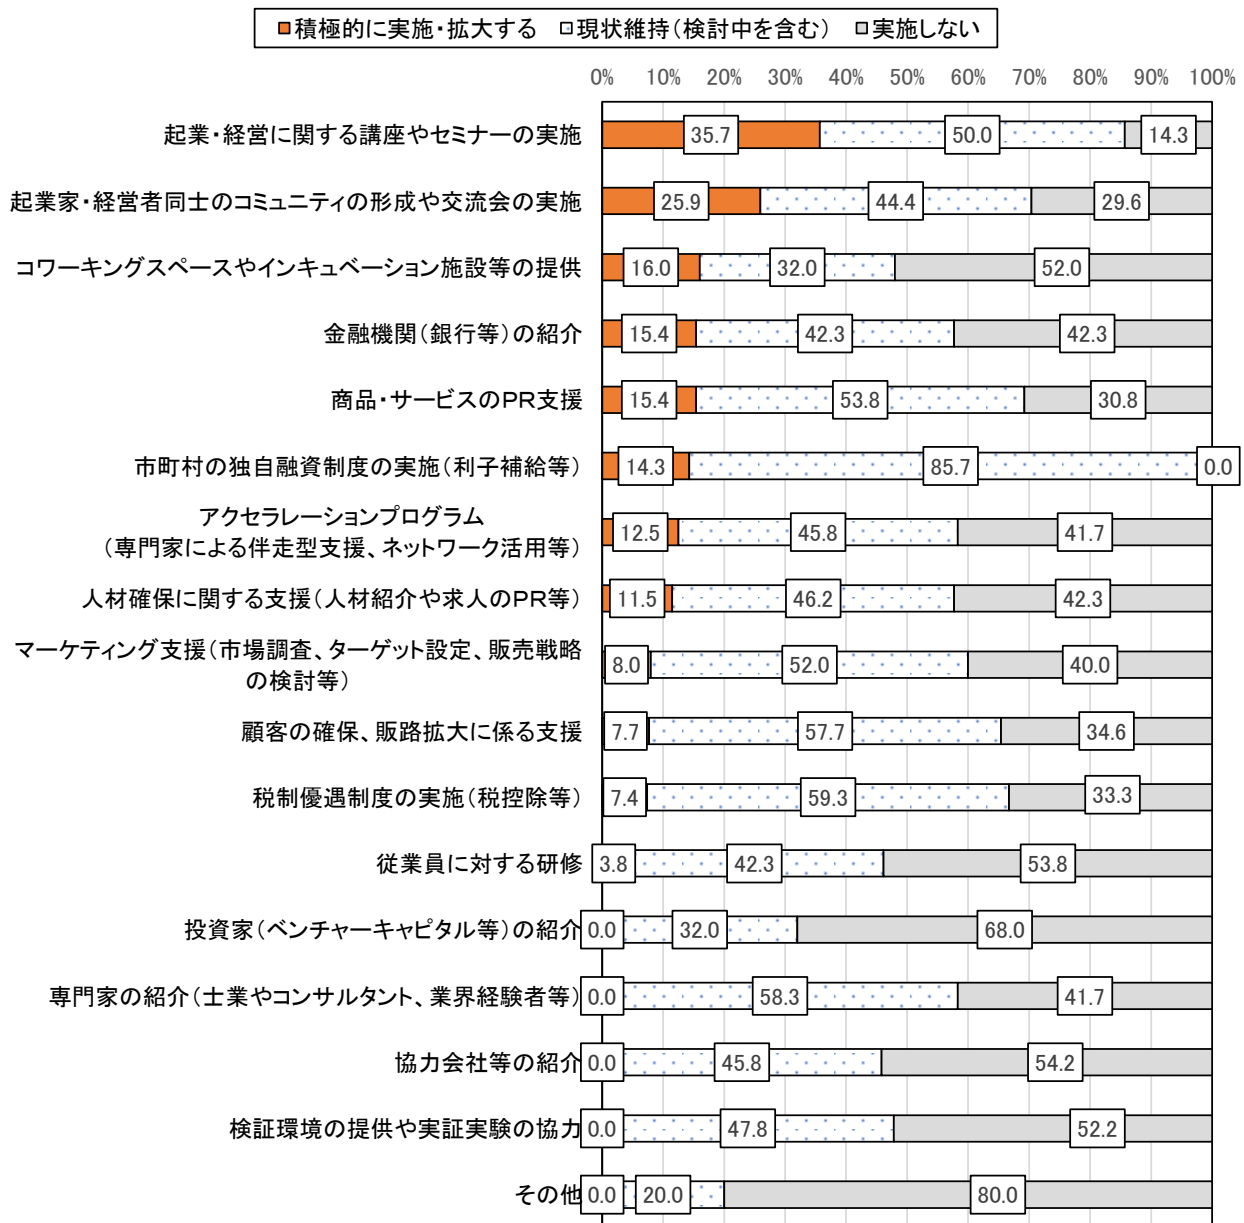 積極的に実施・拡大する 現状維持(検討中を含む) 実施しない
0% 10% 20% 30% 40% 50% 60% 70% 80% 90% 100%
起業・経営に関する講座やセミナーの実施 35.7 50.0 14.3
起業家・経営者同士のコミュニティの形成や交流会の実施 25.9 44.4 29.6
コワーキングスペースやインキュベーション施設等の提供 16.0 32.0 52.0
金融機関(銀行等)の紹介 15.4 42.3 42.3
商品・サービスのPR支援 15.4 53.8 30.8
市町村の独自融資制度の実施(利子補給等) 14.3 85.7 0.0
アクセラレーションプログラム
(専門家による伴走型支援、ネットワーク活用等) 12.5 45.8 41.7
人材確保に関する支援(人材紹介や求人のPR等) 11.5 46.2 42.3
マーケティング支援(市場調査、ターゲット設定、販売戦略
の検討等) 8.0 52.0 40.0
顧客の確保、販路拡大に係る支援 7.7 57.7 34.6
税制優遇制度の実施(税控除等) 7.4 59.3 33.3
従業員に対する研修 3.8 42.3 53.8
投資家(ベンチャーキャピタル等)の紹介 0.0 32.0 68.0
専門家の紹介(士業やコンサルタント、業界経験者等) 0.0 58.3 41.7
協力会社等の紹介 0.0 45.8 54.2
検証環境の提供や実証実験の協力 0.0 47.8 52.2
その他 0.0 20.0 80.0